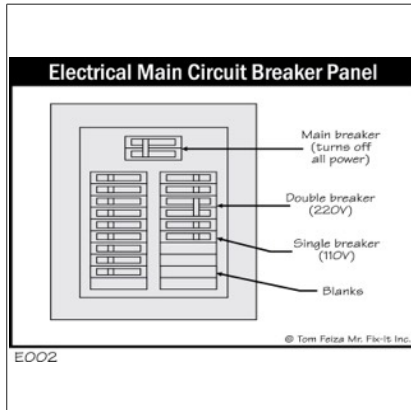 Electrical Main Circuit Breaker Panel
Main breaker
(turns off
all power)
Double breaker
(220V)
Single breaker
(110V)
Blanks
© Tom Feiza Mr. Fix-It Inc.
E002